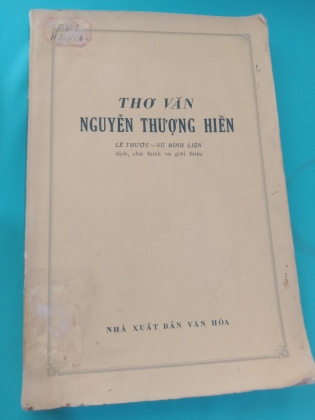 THƠ VĂN
NGUYỄN THƯỢNG HIỀN
LÊ THƯỚC — VŨ ĐÌNH LIÊN
dịch, chú thích và giới thiệu
NHÀ XUẤT BẢN VĂN HÓA